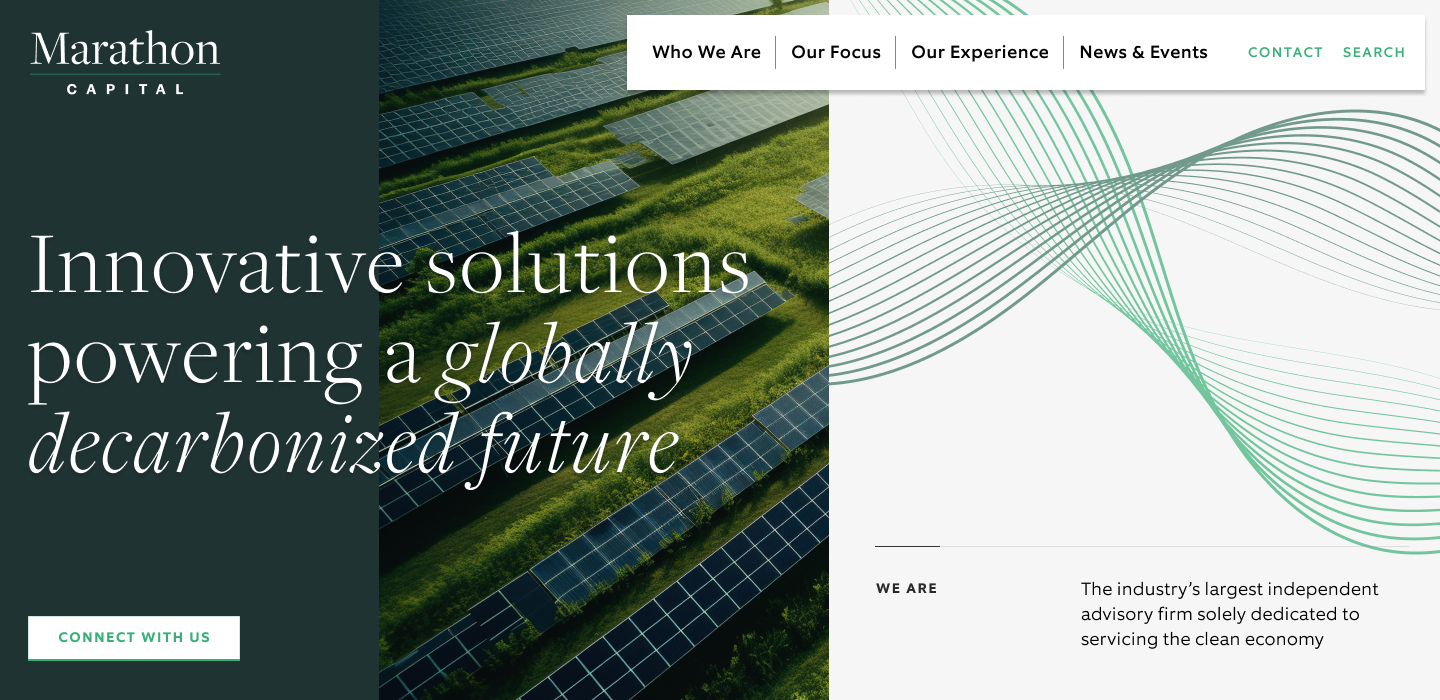 Marathon
CAPITAL
Who We Are
Our Focus
Our Experience
News & Events
CONTACT
SEARCH
Innovative solutions
powering a globally
decarbonized future
CONNECT WITH US
WE ARE
The industry’s largest independent
advisory firm solely dedicated to
servicing the clean economy